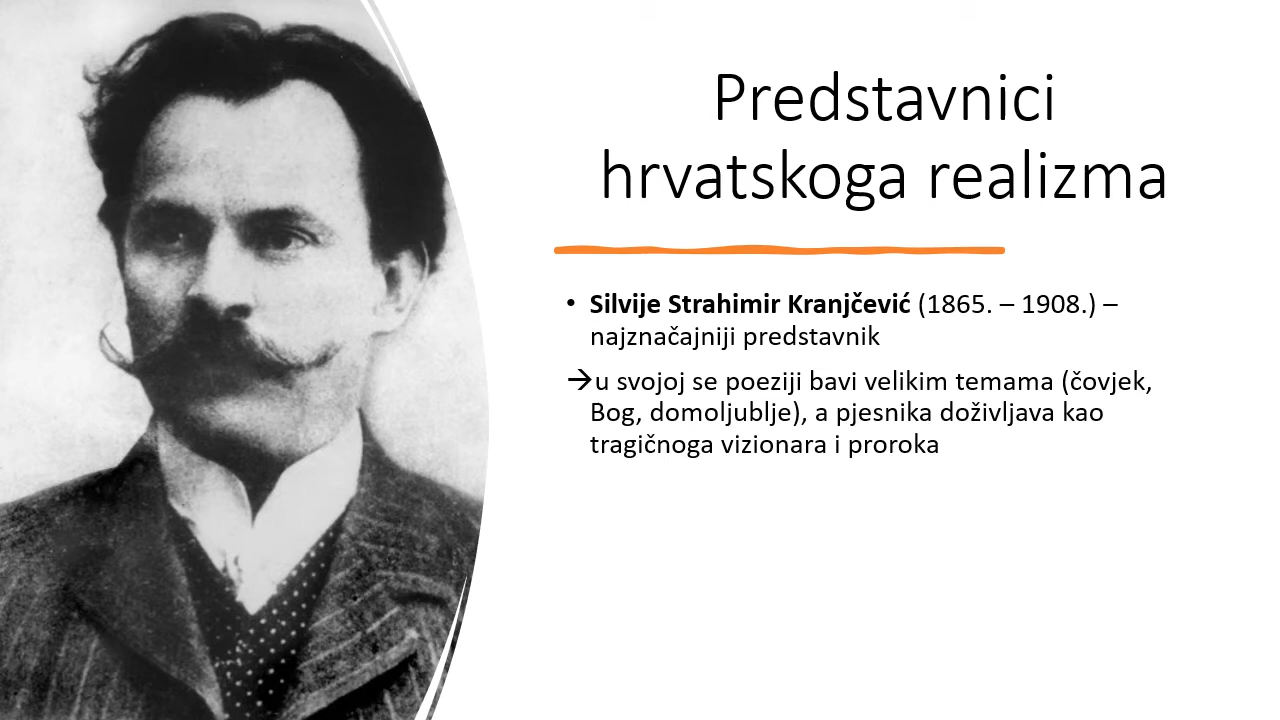 Predstavnici
hrvatskoga realizma
• Silvije Strahimir Kranjčević (1865. – 1908.) –
najznačajniji predstavnik
→u svojoj se poeziji bavi velikim temama (čovjek,
Bog, domoljublje), a pjesnika doživljava kao
tragičnoga vizionara i proroka